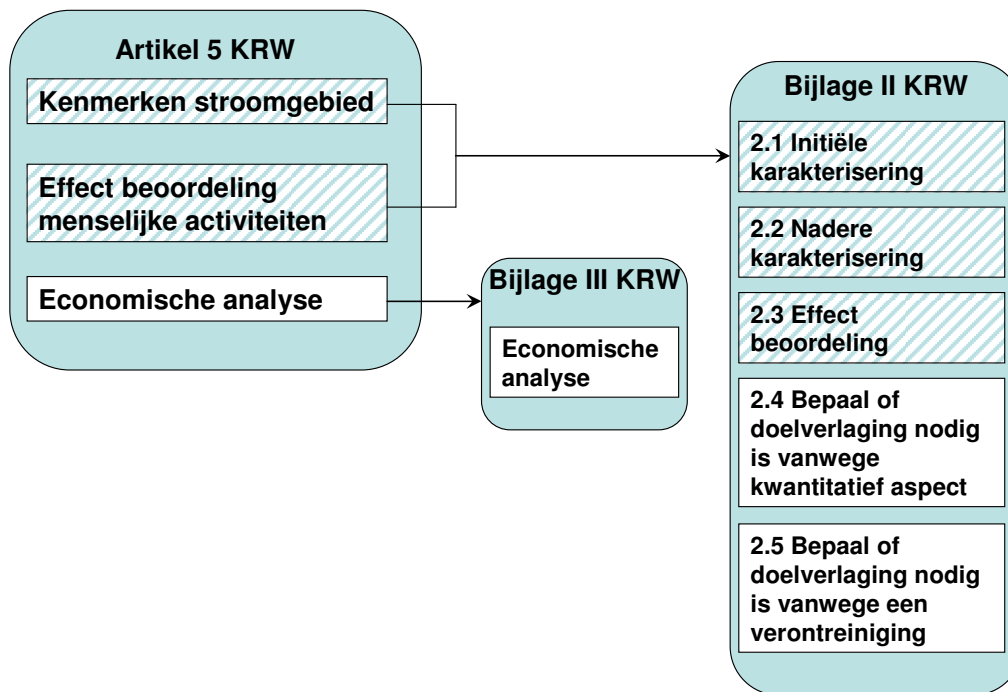 Artikel 5 KRW
Kenmerken stroomgebied
Effect beoordeling
menselijke activiteiten
Economische analyse
Bijlage III KRW
Economische
analyse
Bijlage II KRW
2.1 Initiële
karakterisering
2.2 Nadere
karakterisering
2.3 Effect
beoordeling
2.4 Bepaal of
doelverlaging nodig
is vanwege
kwantitatief aspect
2.5 Bepaal of
doelverlaging nodig
is vanwege een
verontreiniging